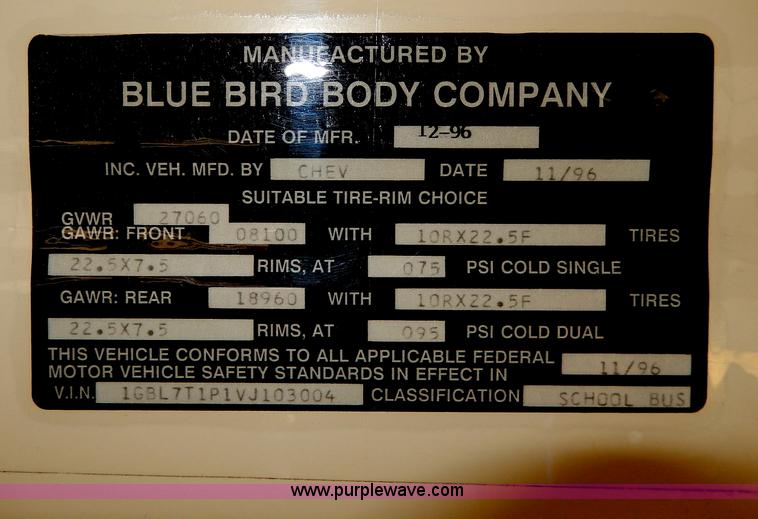 MANUFACTURED BY
BLUE BIRD BODY COMPANY
DATE OF MFR. 12-96
INC. VEH. MFD. BY CHEV DATE 11/96
SUITABLE TIRE-RIM CHOICE
GVWR 27060
GAWR: FRONT 08100 WITH 10RX22.5F TIRES
22.5X7.5 RIMS, AT 075 PSI COLD SINGLE
GAWR: REAR 18960 WITH 10RX22.5F TIRES
22.5X7.5 RIMS, AT 095 PSI COLD DUAL
THIS VEHICLE CONFORMS TO ALL APPLICABLE FEDERAL
MOTOR VEHICLE SAFETY STANDARDS IN EFFECT IN 11/96
V.I.N. 1GBL7T1P1VJ103004 CLASSIFICATION SCHOOL BUS
www.purplewave.com